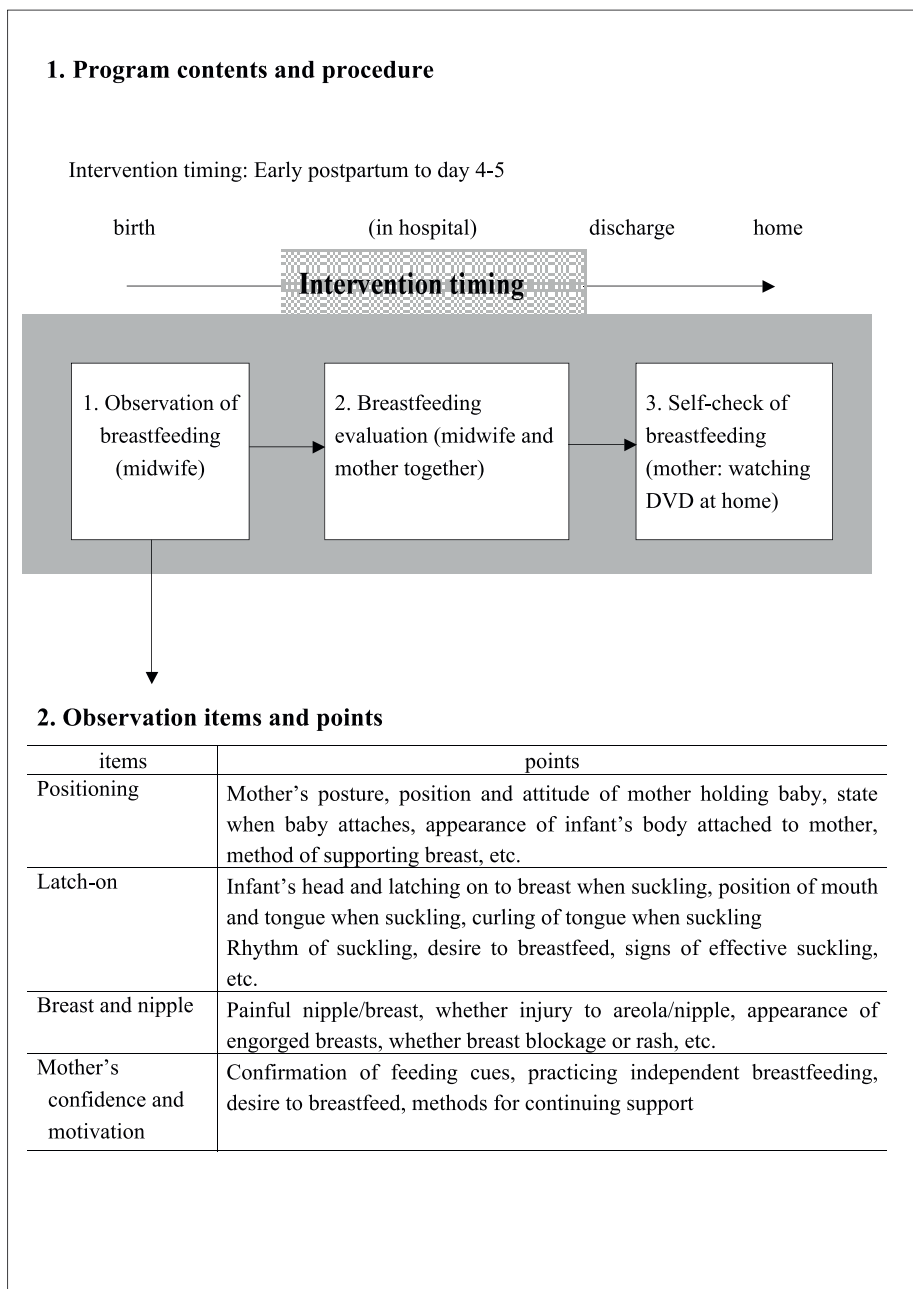 1. Program contents and procedure
Intervention timing: Early postpartum to day 4-5
birth (in hospital) discharge home
Intervention timing
1. Observation of
breastfeeding
(midwife)
2. Breastfeeding
evaluation (midwife and
mother together)
3. Self-check of
breastfeeding
(mother: watching
DVD at home)
2. Observation items and points
items points
Positioning
Mother's posture, position and attitude of mother holding baby, state
when baby attaches, appearance of infant's body attached to mother,
method of supporting breast, etc.
Latch-on
Infant's head and latching on to breast when suckling, position of mouth
and tongue when suckling, curling of tongue when suckling
Rhythm of suckling, desire to breastfeed, signs of effective suckling,
etc.
Breast and nipple
Painful nipple/breast, whether injury to areola/nipple, appearance of
engorged breasts, whether breast blockage or rash, etc.
Mother's
confidence and
motivation
Confirmation of feeding cues, practicing independent breastfeeding,
desire to breastfeed, methods for continuing support